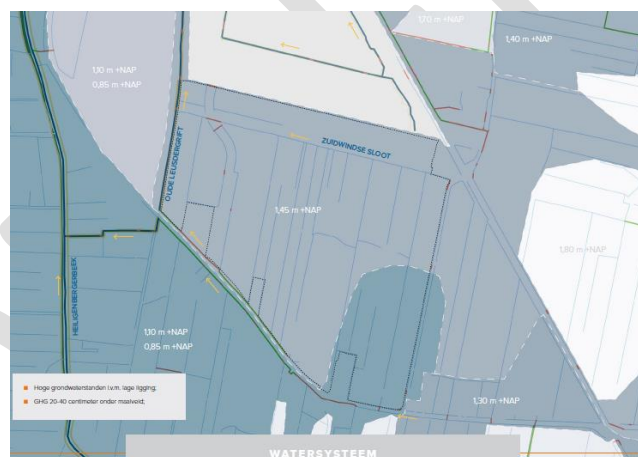 1,70 m +NAP
1,40 m +NAP
1,10 m +NAP
0,85 m +NAP
OUDE LEUSDERGRIFT
ZUIDWINDSE SLOOT
1,45 m +NAP
1,80 m +NAP
HEILIGENBERGERBEEK
1,10 m +NAP
0,85 m +NAP
Hoge grondwaterstanden i.v.m. lage ligging;
GHG 20-40 centimeter onder maaiveld;
1,30 m +NAP
WATERSYSTEEM